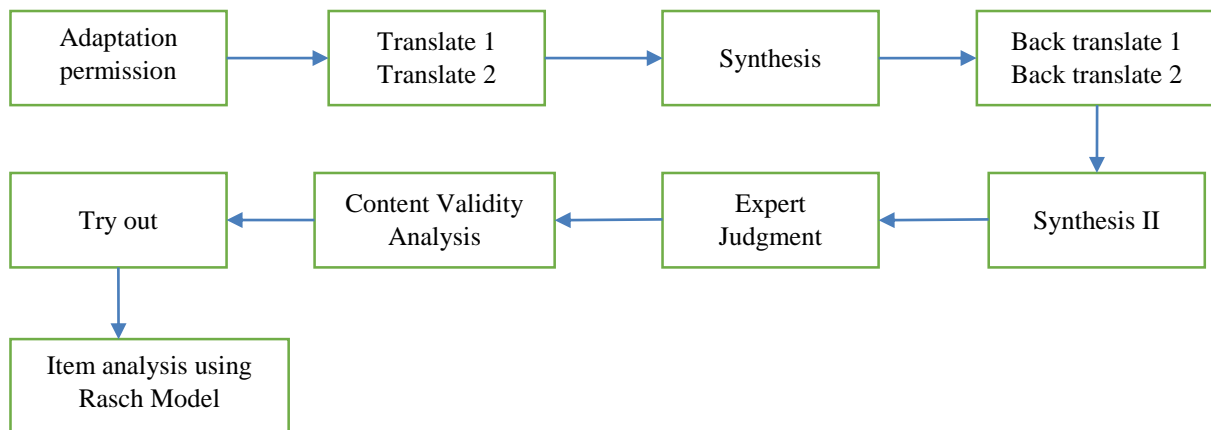 Adaptation
permission
Translate 1
Translate 2
Synthesis
Back translate 1
Back translate 2
Synthesis II
Expert
Judgment
Content Validity
Analysis
Try out
Item analysis using
Rasch Model